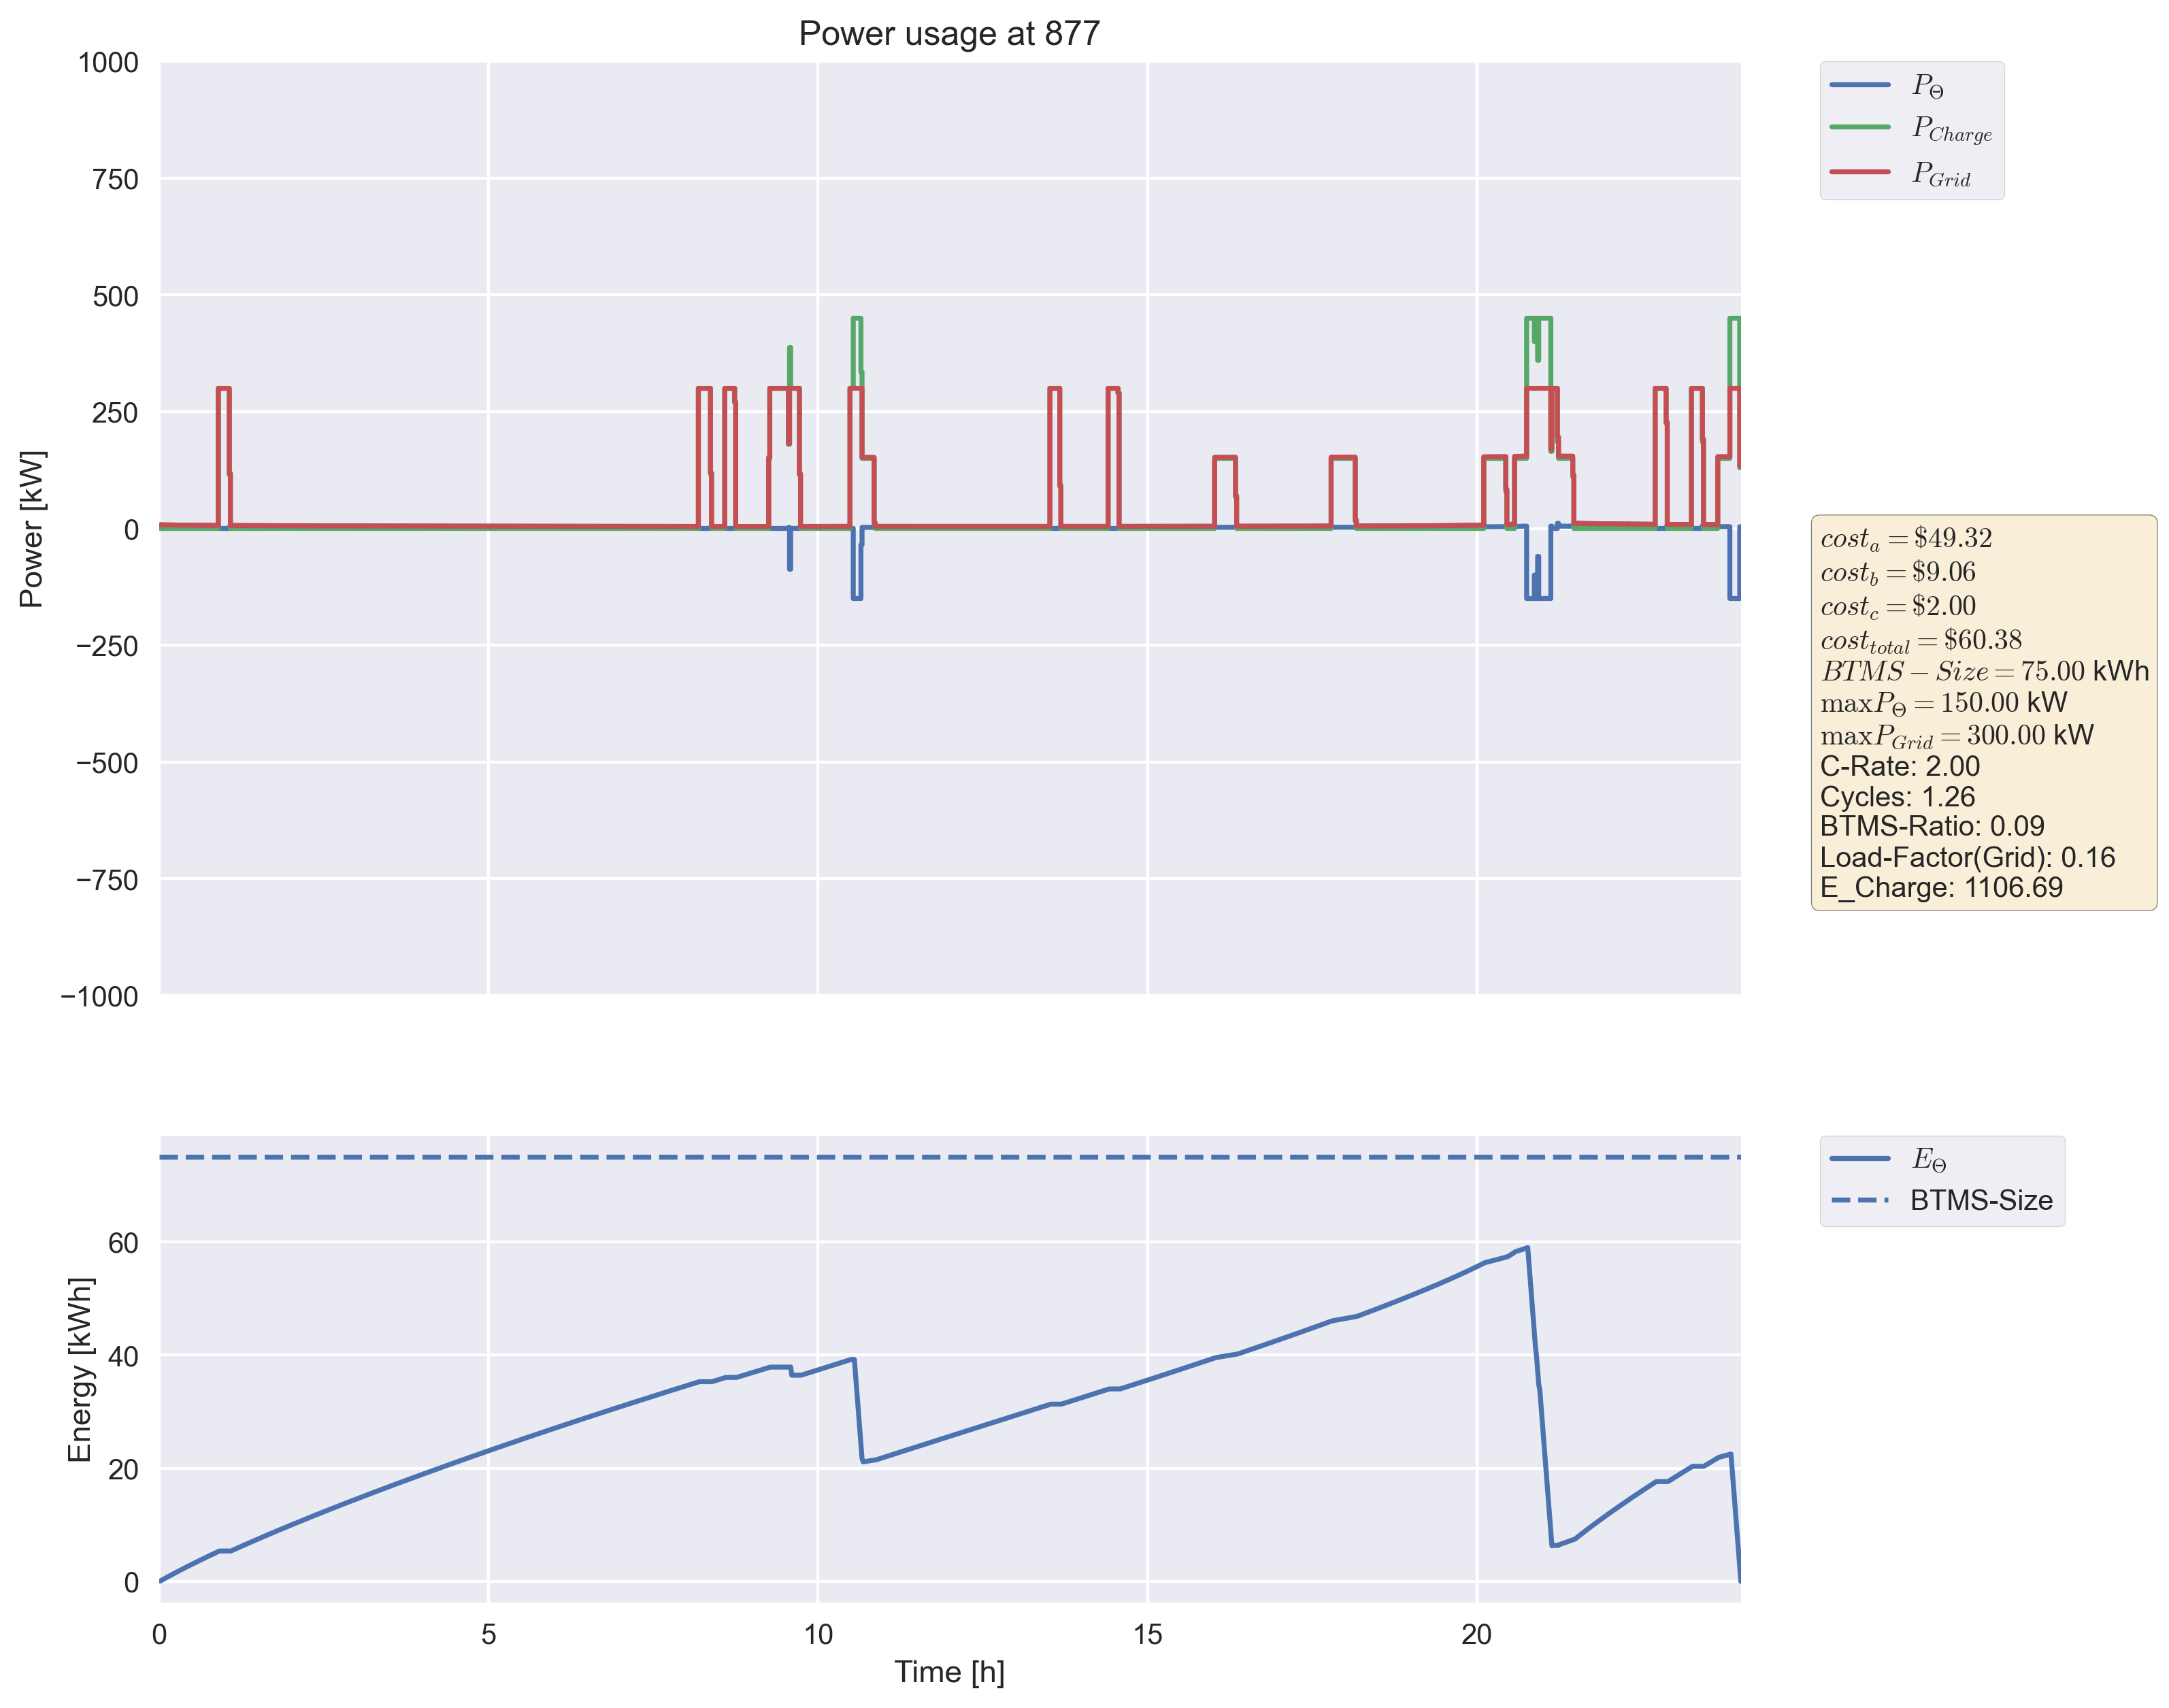 Power usage at 877
1000
750
500
250
0
−250
−500
−750
−1000
Power [kW]
P_Θ
P_Charge
P_Grid
cost_a = $49.32
cost_b = $9.06
cost_c = $2.00
cost_total = $60.38
BTMS − Size = 75.00 kWh
max P_Θ = 150.00 kW
max P_Grid = 300.00 kW
C-Rate: 2.00
Cycles: 1.26
BTMS-Ratio: 0.09
Load-Factor(Grid): 0.16
E_Charge: 1106.69
60
40
20
0
Energy [kWh]
E_Θ
BTMS-Size
0 5 10 15 20
Time [h]